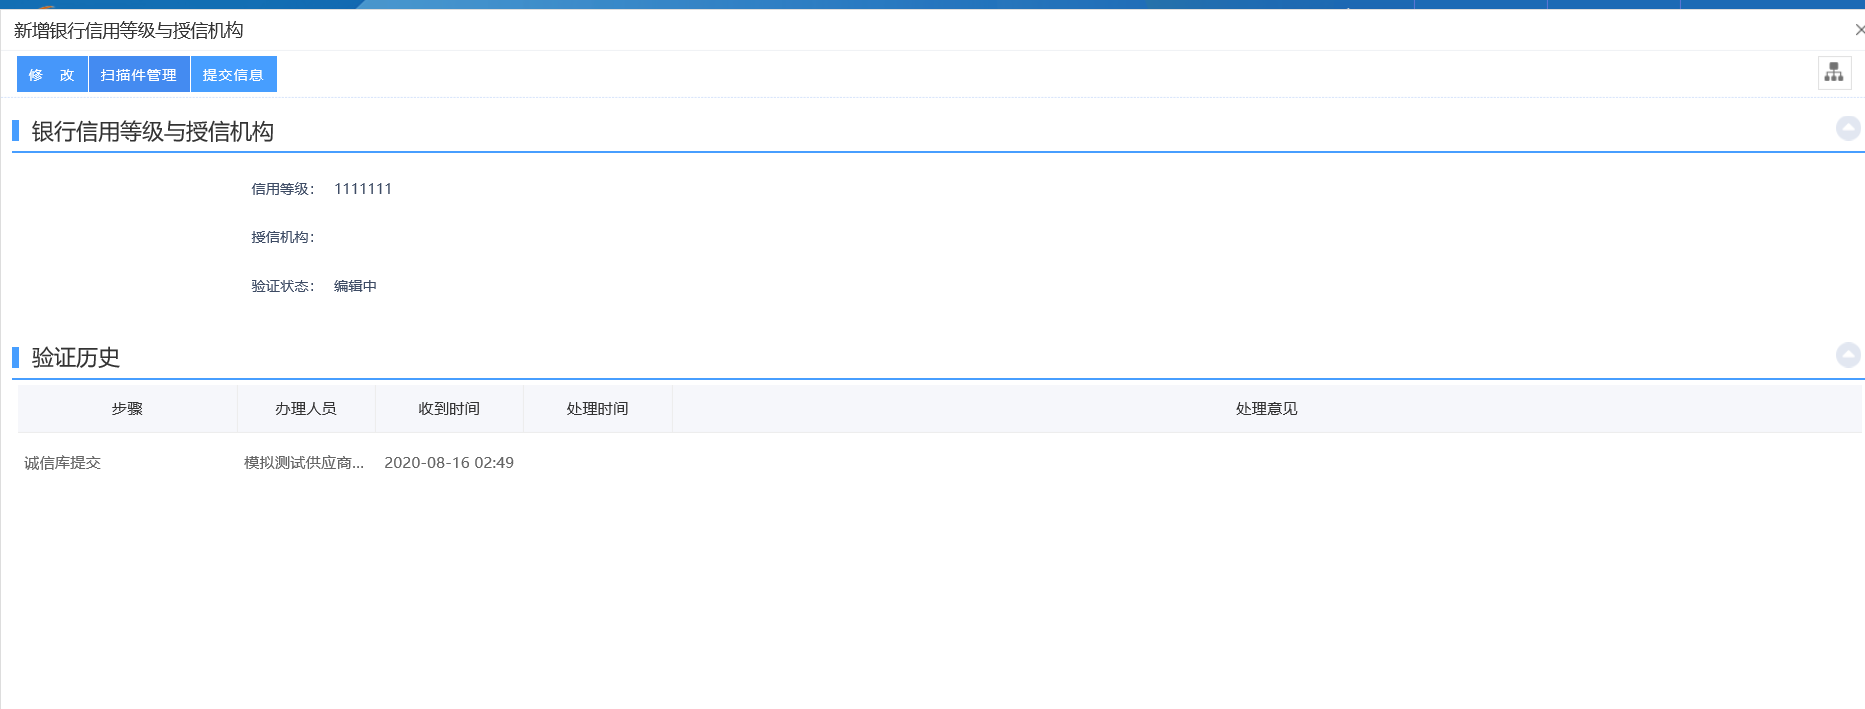 新增银行信用等级与授信机构
修 改 扫描件管理 提交信息
银行信用等级与授信机构
信用等级： 1111111
授信机构：
验证状态： 编辑中
验证历史
步骤 办理人员 收到时间 处理时间 处理意见
诚信库提交 模拟测试供应商... 2020-08-16 02:49